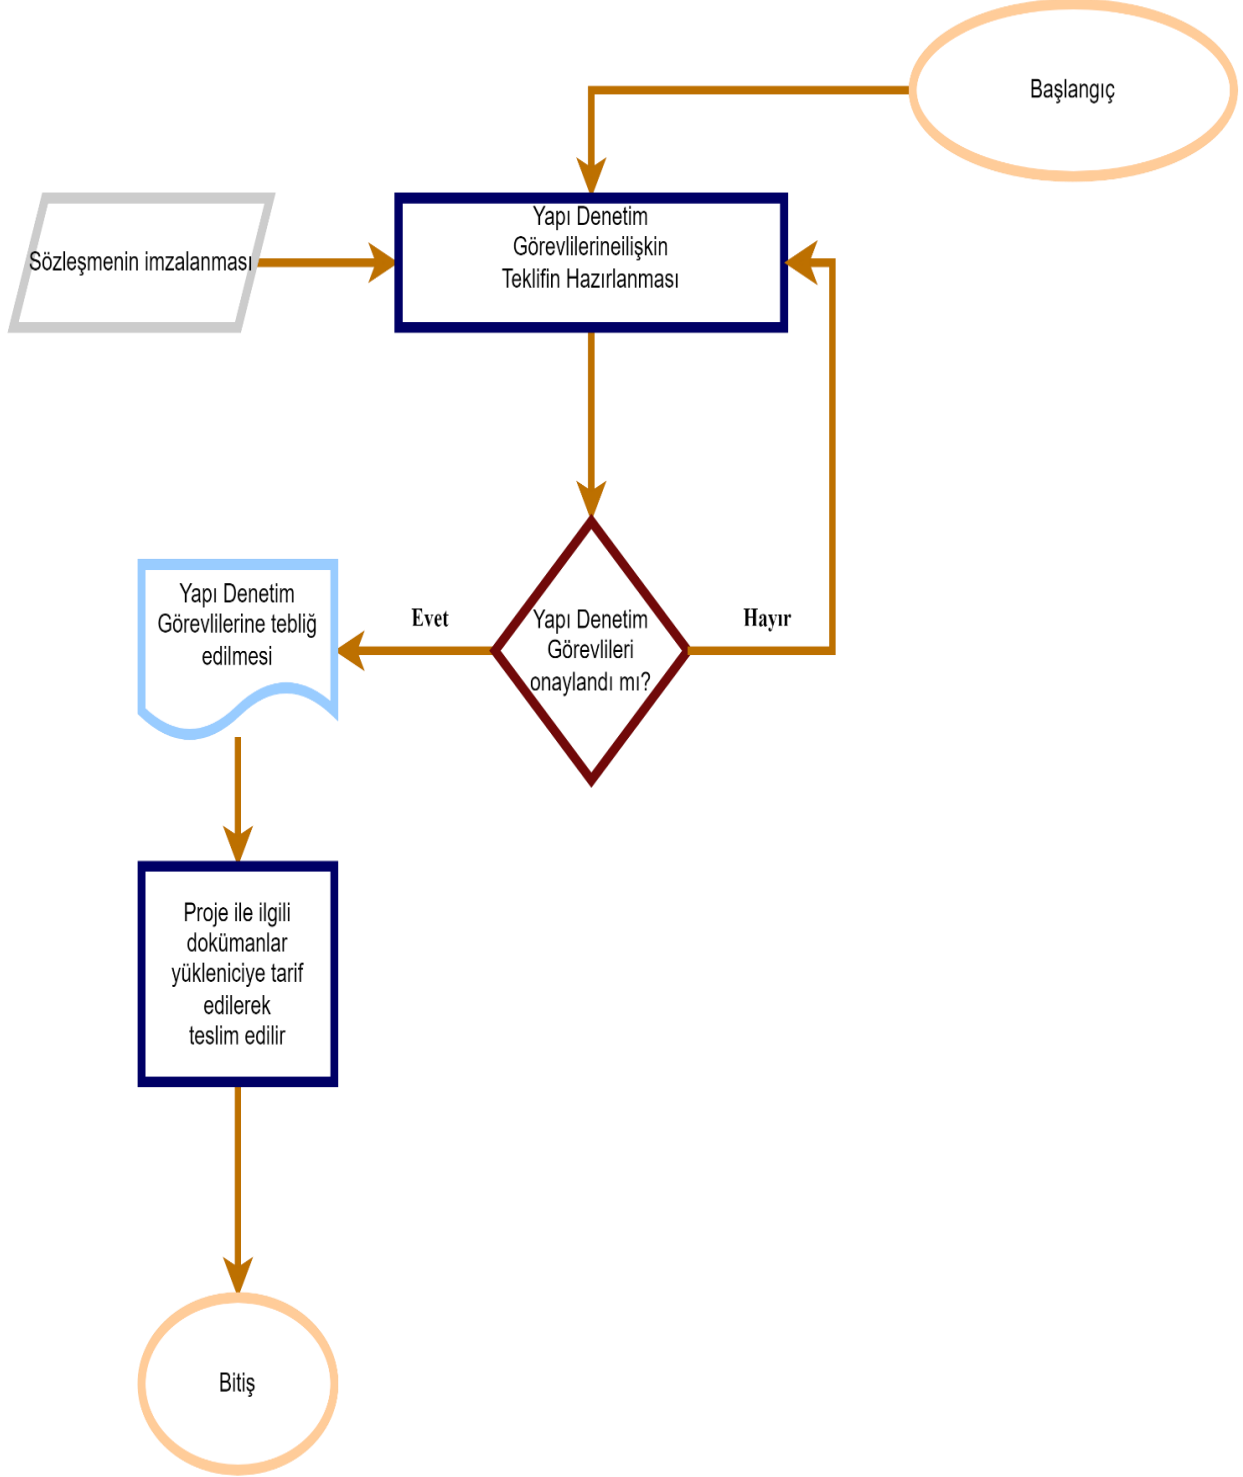 Başlangıç
Yapı Denetim
Görevlilerineilişkin
Teklifin Hazırlanması
Sözleşmenin imzalanması
Yapı Denetim
Görevlileri
onaylandı mı?
Evet
Hayır
Yapı Denetim
Görevlilerine tebliğ
edilmesi
Proje ile ilgili
dokümanlar
yükleniciye tarif
edilerek
teslim edilir
Bitiş